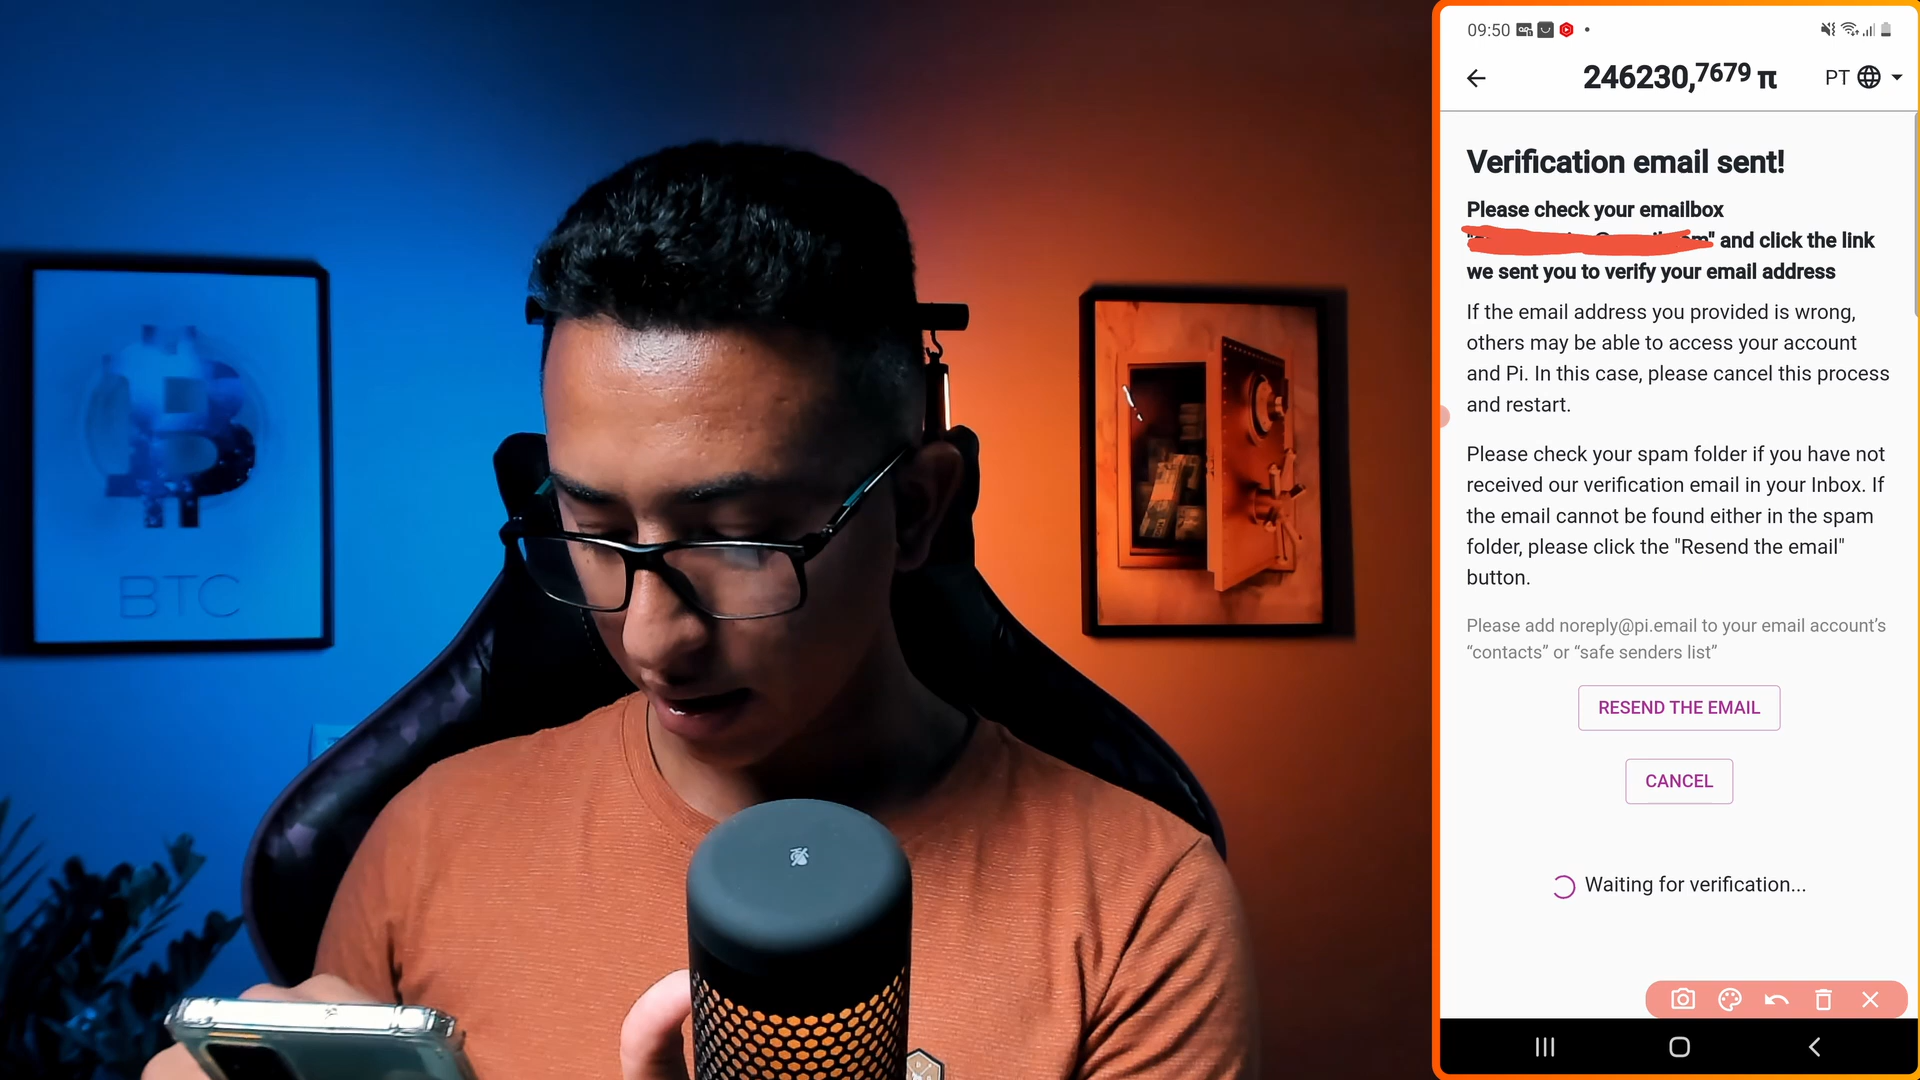 BTC
09:50
246230,7679 π
PT
Verification email sent!
Please check your emailbox
" and click the link
we sent you to verify your email address
If the email address you provided is wrong,
others may be able to access your account
and Pi. In this case, please cancel this process
and restart.
Please check your spam folder if you have not
received our verification email in your Inbox. If
the email cannot be found either in the spam
folder, please click the "Resend the email"
button.
Please add noreply@pi.email to your email account’s
“contacts” or “safe senders list”
RESEND THE EMAIL
CANCEL
Waiting for verification...